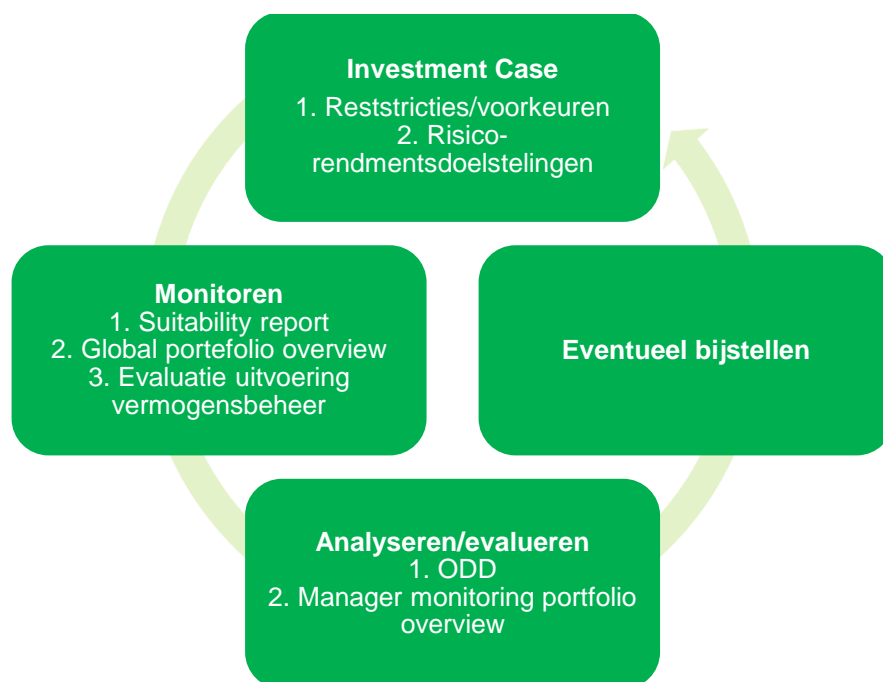 Investment Case
1. Reststricties/voorkeuren
2. Risico-
rendmentsdoelstelingen
Monitoren
1. Suitability report
2. Global portefolio overview
3. Evaluatie uitvoering
vermogensbeheer
Eventueel bijstellen
Analyseren/evalueren
1. ODD
2. Manager monitoring portfolio
overview